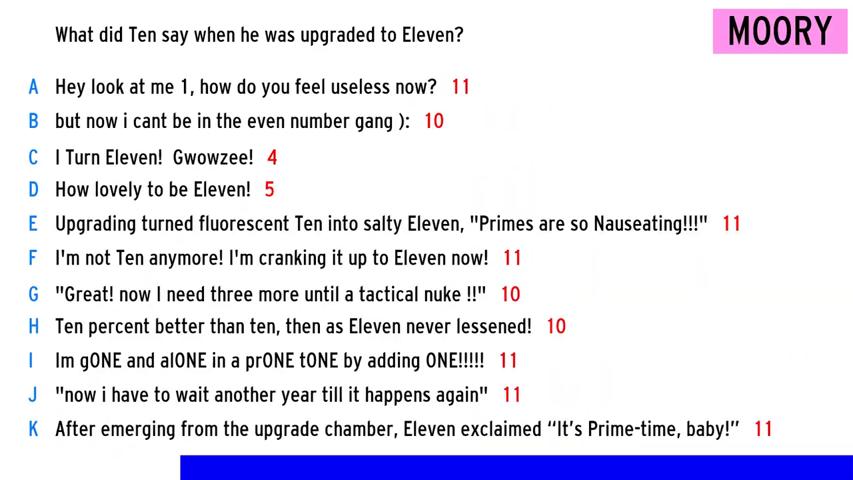 What did Ten say when he was upgraded to Eleven?
MOORY
A Hey look at me 1, how do you feel useless now? 11
B but now i cant be in the even number gang ): 10
C I Turn Eleven! Gwowzee! 4
D How lovely to be Eleven! 5
E Upgrading turned fluorescent Ten into salty Eleven, "Primes are so Nauseating!!!" 11
F I'm not Ten anymore! I'm cranking it up to Eleven now! 11
G "Great! now I need three more until a tactical nuke !!" 10
H Ten percent better than ten, then as Eleven never lessened! 10
I Im gONE and alONE in a prONE tONE by adding ONE!!!!! 11
J "now i have to wait another year till it happens again" 11
K After emerging from the upgrade chamber, Eleven exclaimed “It’s Prime-time, baby!” 11